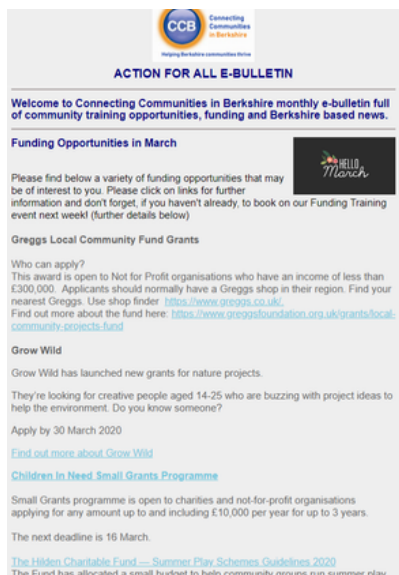 CCB
Connecting
Communities
in Berkshire
Helping Berkshire communities thrive
ACTION FOR ALL E-BULLETIN
Welcome to Connecting Communities in Berkshire monthly e-bulletin full
of community training opportunities, funding and Berkshire based news.
Funding Opportunities in March
HELLO
March
Please find below a variety of funding opportunities that may
be of interest to you. Please click on links for further
information and don't forget, if you haven't already, to book on our Funding Training
event next week! (further details below)
Greggs Local Community Fund Grants
Who can apply?
This award is open to Not for Profit organisations who have an income of less than
£300,000. Applicants should normally have a Greggs shop in their region. Find your
nearest Greggs. Use shop finder https://www.greggs.co.uk/.
Find out more about the fund here: https://www.greggsfoundation.org.uk/grants/local-
community-projects-fund
Grow Wild
Grow Wild has launched new grants for nature projects.
They're looking for creative people aged 14-25 who are buzzing with project ideas to
help the environment. Do you know someone?
Apply by 30 March 2020
Find out more about Grow Wild
Children In Need Small Grants Programme
Small Grants programme is open to charities and not-for-profit organisations
applying for any amount up to and including £10,000 per year for up to 3 years.
The next deadline is 16 March.
The Hilden Charitable Fund — Summer Play Schemes Guidelines 2020
The Fund has allocated a small budget to help community groups run summer play